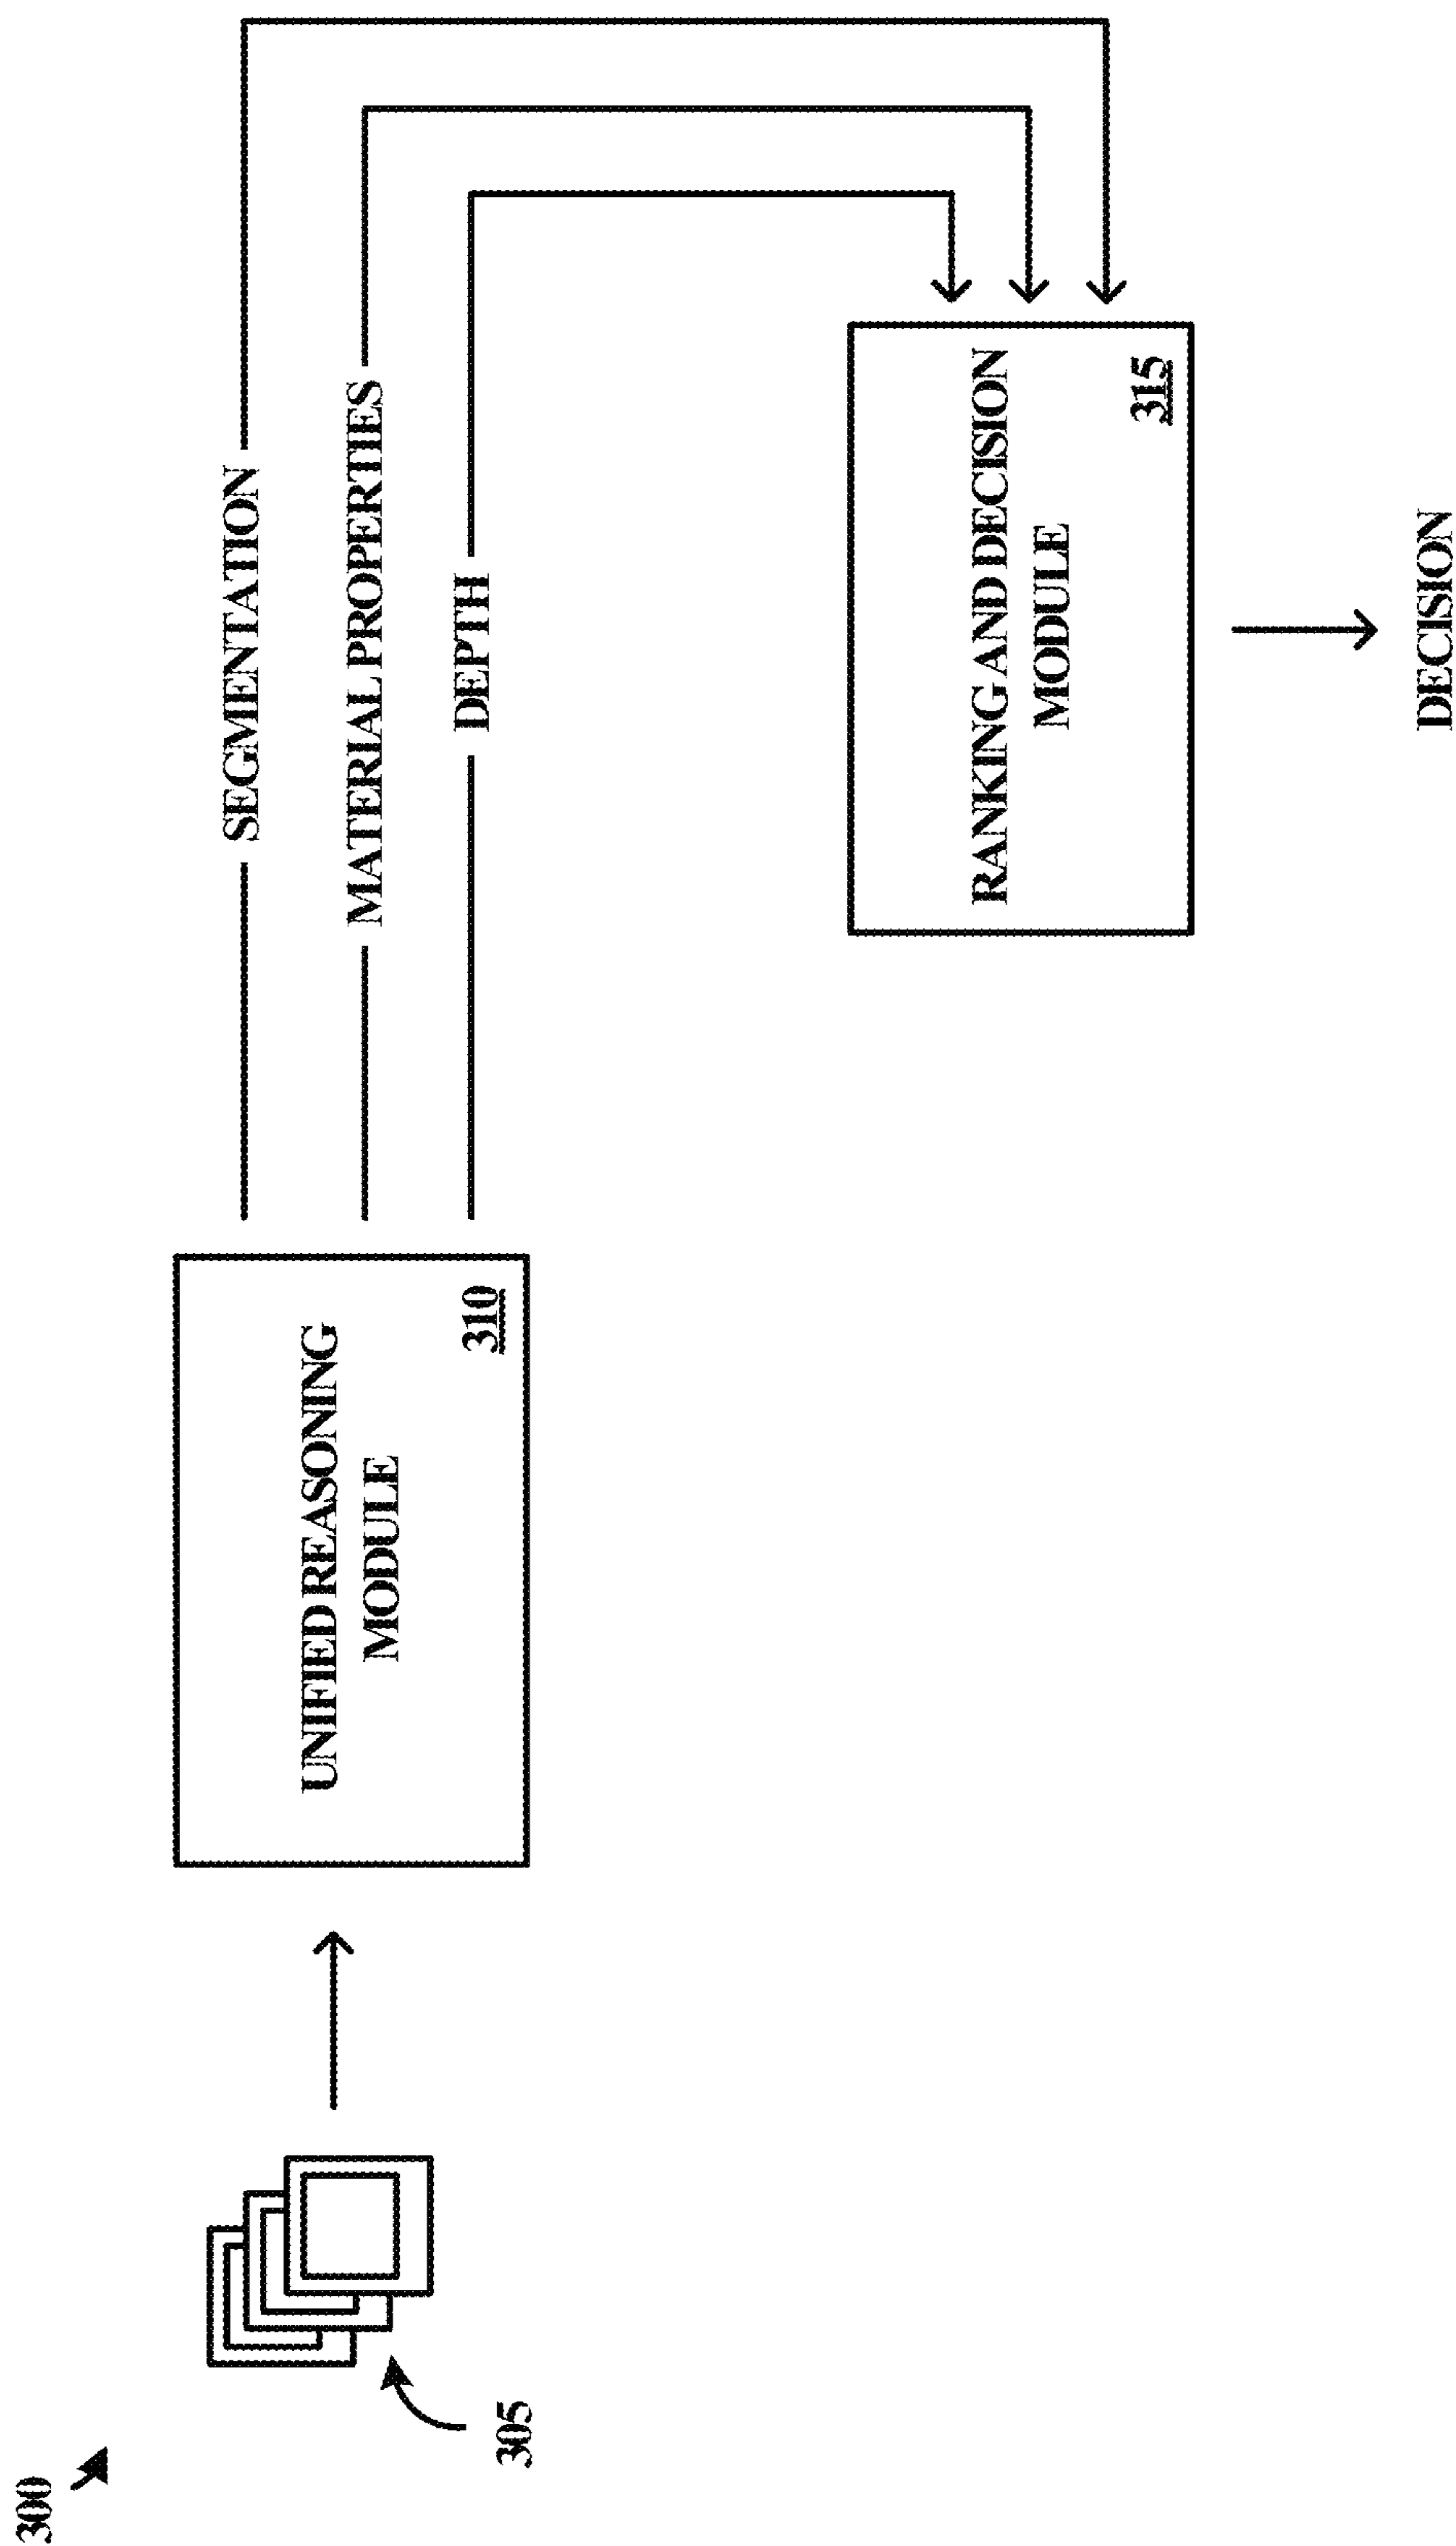 300
305
UNIFIED REASONING
MODULE
310
SEGMENTATION
MATERIAL PROPERTIES
DEPTH
RANKING AND DECISION
MODULE
315
DECISION